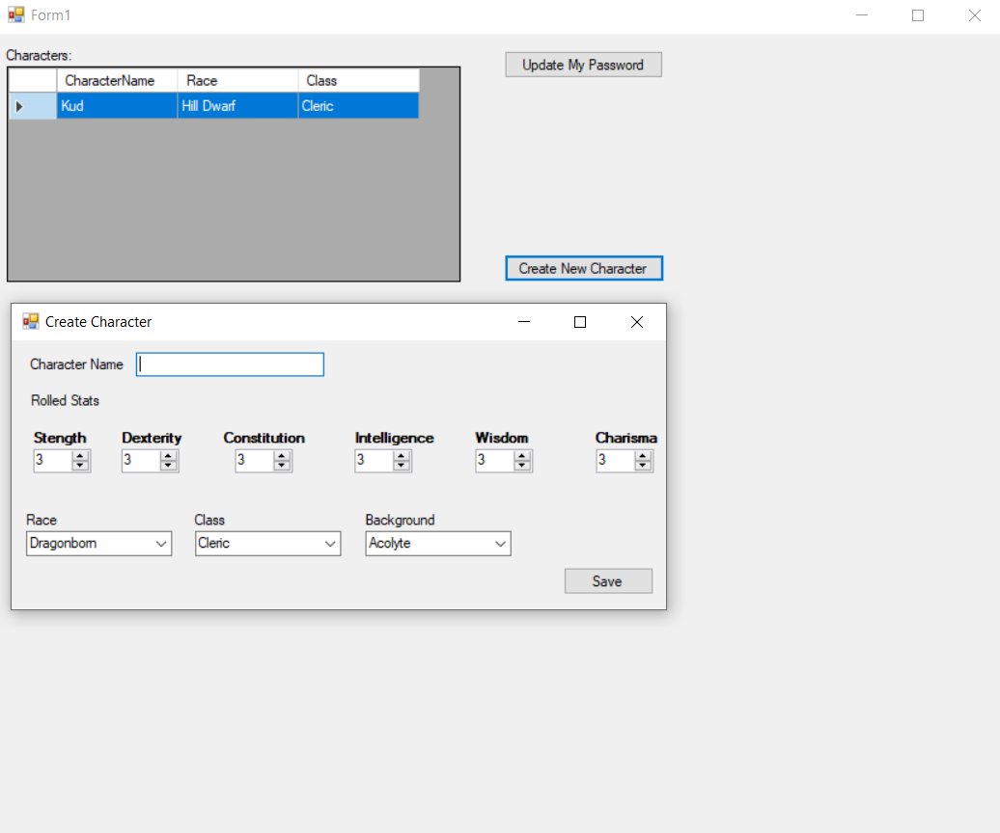 Form1
Characters:
Update My Password
CharacterName Race Class
Kud Hill Dwarf Cleric
Create New Character
Create Character
Character Name
Rolled Stats
Stength Dexterity Constitution Intelligence Wisdom Charisma
3 3 3 3 3 3
Race Class Background
Dragonborn Cleric Acolyte
Save